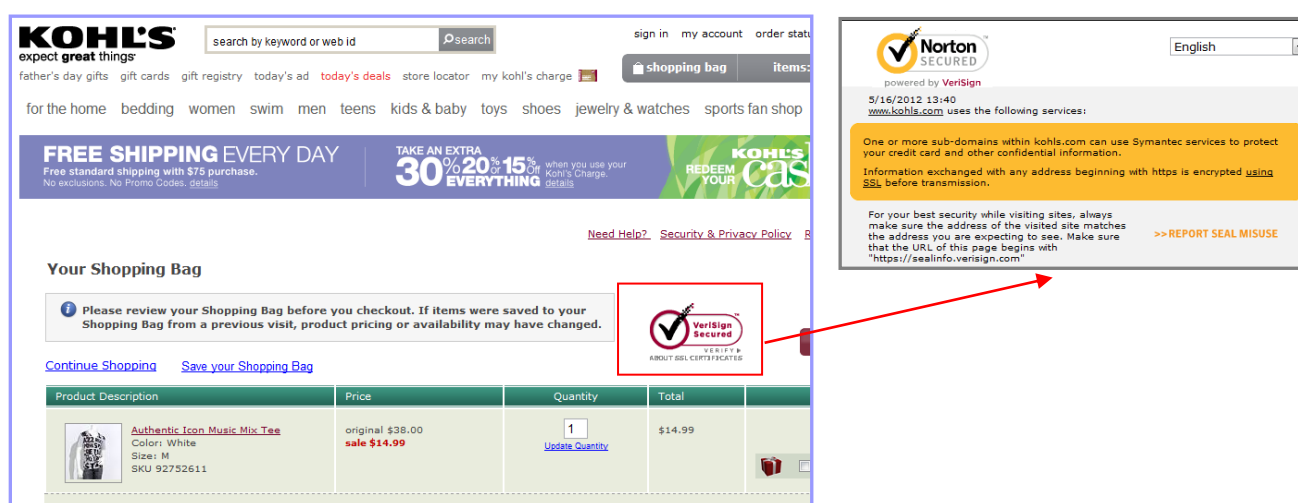 KOHL'S
expect great things
search by keyword or web id
search
sign in my account order statu
shopping bag items:
father's day gifts gift cards gift registry today's ad today's deals store locator my kohl's charge
for the home bedding women swim men teens kids & baby toys shoes jewelry & watches sports fan shop
FREE SHIPPING EVERY DAY
Free standard shipping with $75 purchase.
No exclusions. No Promo Codes. details
TAKE AN EXTRA
30% 20% or 15% Off
EVERYTHING
when you use your
Kohl's Charge.
details
REDEEM
YOUR
KOHL'S
CAS
Need Help? Security & Privacy Policy R
Your Shopping Bag
Please review your Shopping Bag before you checkout. If items were saved to your
Shopping Bag from a previous visit, product pricing or availability may have changed.
VeriSign
Secured
VERIFY
ABOUT SSL CERTIFICATES
Continue Shopping Save your Shopping Bag
Product Description Price Quantity Total
Authentic Icon Music Mix Tee
Color: White
Size: M
SKU 92752611
original $38.00
sale $14.99
1
Update Quantity
$14.99
Norton
SECURED
powered by VeriSign
English
5/16/2012 13:40
www.kohls.com uses the following services:
One or more sub-domains within kohls.com can use Symantec services to protect
your credit card and other confidential information.
Information exchanged with any address beginning with https is encrypted using
SSL before transmission.
For your best security while visiting sites, always
make sure the address of the visited site matches
the address you are expecting to see. Make sure
that the URL of this page begins with
"https://sealinfo.verisign.com"
>> REPORT SEAL MISUSE